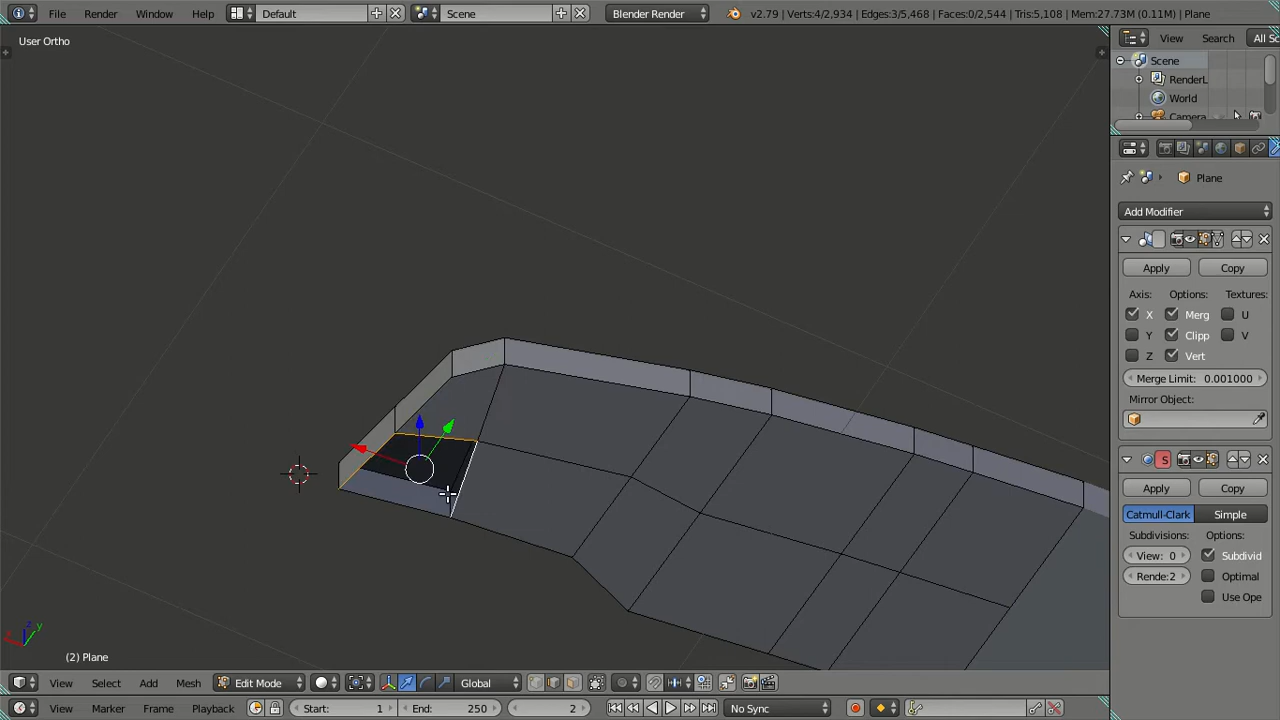 File Render Window Help Default Scene Blender Render v2.79 | Verts:4/2,934 | Edges:3/5,468 | Faces:0/2,544 | Tris:5,108 | Mem:27.73M (0.11M) | Plane
User Ortho
View Search All Sc
Scene
RenderL
World
Camera
Plane
Add Modifier
Apply Copy
Axis: Options: Textures:
X Merg U
Y Clipp V
Z Vert
Merge Limit: 0.001000
Mirror Object:
S
Apply Copy
Catmull-Clark Simple
Subdivisions: Options:
View: 0 Subdivid
Rende:2 Optimal
Use Ope
z y
x
(2) Plane
View Select Add Mesh Edit Mode Global
View Marker Frame Playback Start: 1 End: 250 2 No Sync